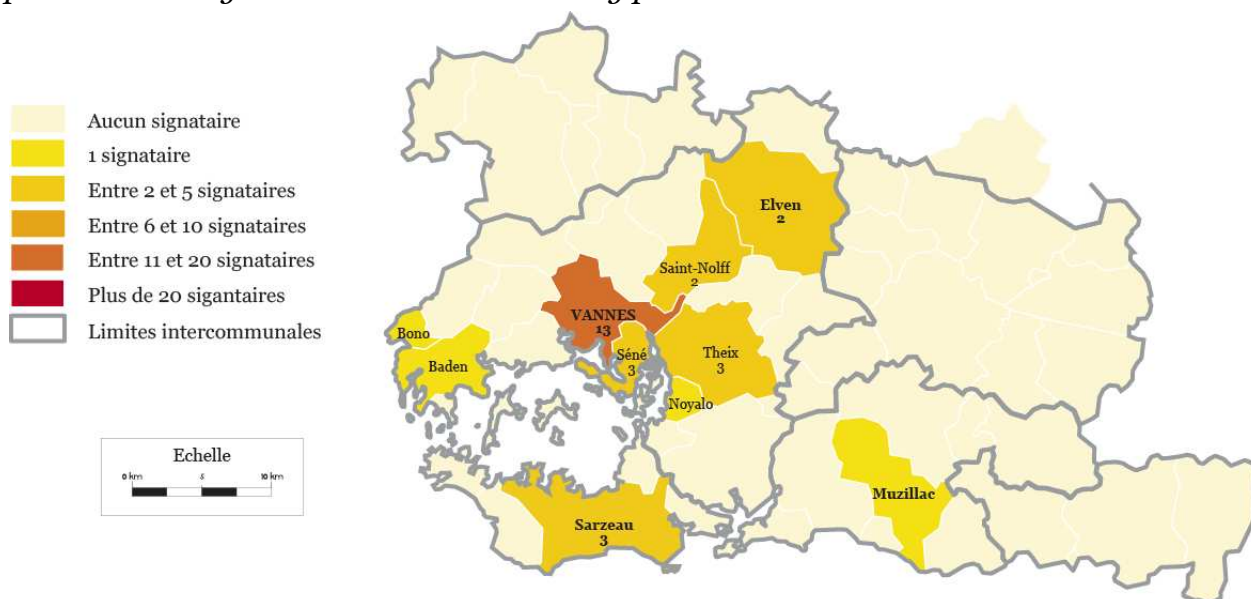 Aucun signataire
1 signataire
Entre 2 et 5 signataires
Entre 6 et 10 signataires
Entre 11 et 20 signataires
Plus de 20 sigantaires
Limites intercommunales
Echelle
0 km 5 10 km
Elven
2
Saint-Nolff
2
VANNES
13
Bono
Baden
Séné
3
Theix
3
Noyalo
Muzillac
Sarzeau
3